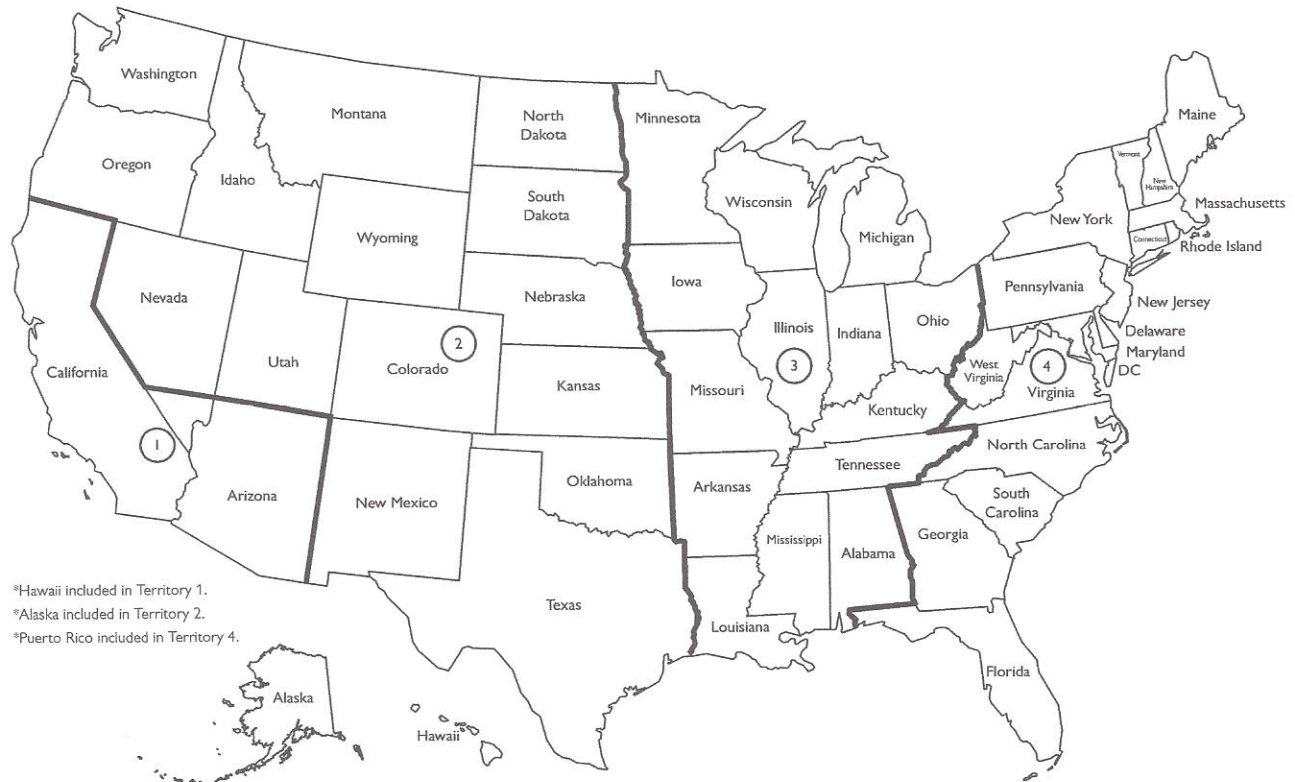 Washington
Montana
North
Dakota
Minnesota
Maine
Oregon
Idaho
South
Dakota
Wisconsin
Vermont
New
Hampshire
Massachusetts
New York
Michigan
Wyoming
Connecticut
Rhode Island
Nevada
Nebraska
Iowa
Pennsylvania
New Jersey
Illinois
Indiana
Ohio
Delaware
Maryland
DC
California
Utah
2
Colorado
Kansas
Missouri
3
West
Virginia
4
Virginia
Kentucky
1
North Carolina
Tennessee
Arizona
New Mexico
Oklahoma
Arkansas
South
Carolina
Mississippi
Alabama
Georgia
*Hawaii included in Territory 1.
*Alaska included in Territory 2.
*Puerto Rico included in Territory 4.
Texas
Louisiana
Florida
Alaska
Hawaii